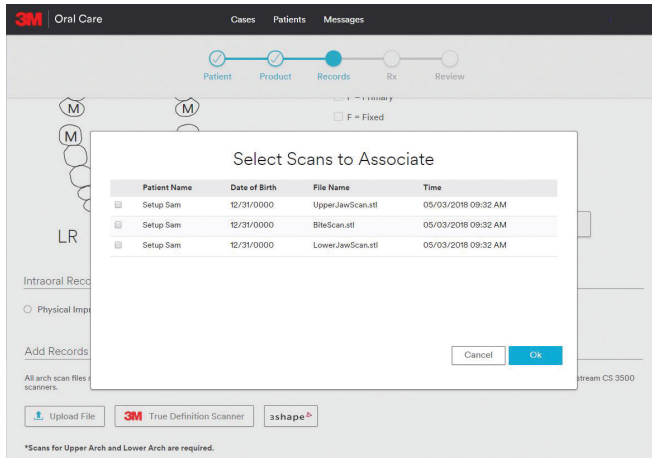 3M Oral Care Cases Patients Messages
Patient Product Records Rx Review
M M
F = Fixed
M
Select Scans to Associate
Patient Name Date of Birth File Name Time
Setup Sam 12/31/0000 UpperJawScan.stl 05/03/2018 09:32 AM
Setup Sam 12/31/0000 BiteScan.stl 05/03/2018 09:32 AM
Setup Sam 12/31/0000 LowerJawScan.stl 05/03/2018 09:32 AM
LR
Intraoral Reco
Physical Impr
Cancel Ok
Add Records
All arch scan files stream CS 3500
scanners.
Upload File 3M True Definition Scanner 3shape
*Scans for Upper Arch and Lower Arch are required.